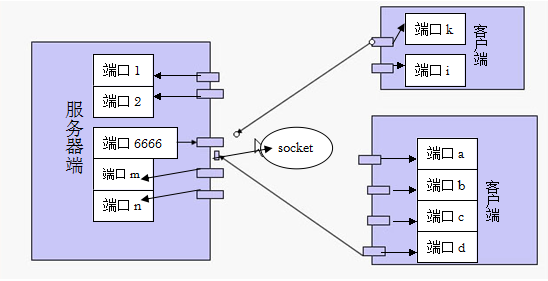 服务器端
端口 1
端口 2
端口 6666
端口 m
端口 n
socket
端口 k
端口 i
客户端
端口 a
端口 b
端口 c
端口 d
客户端